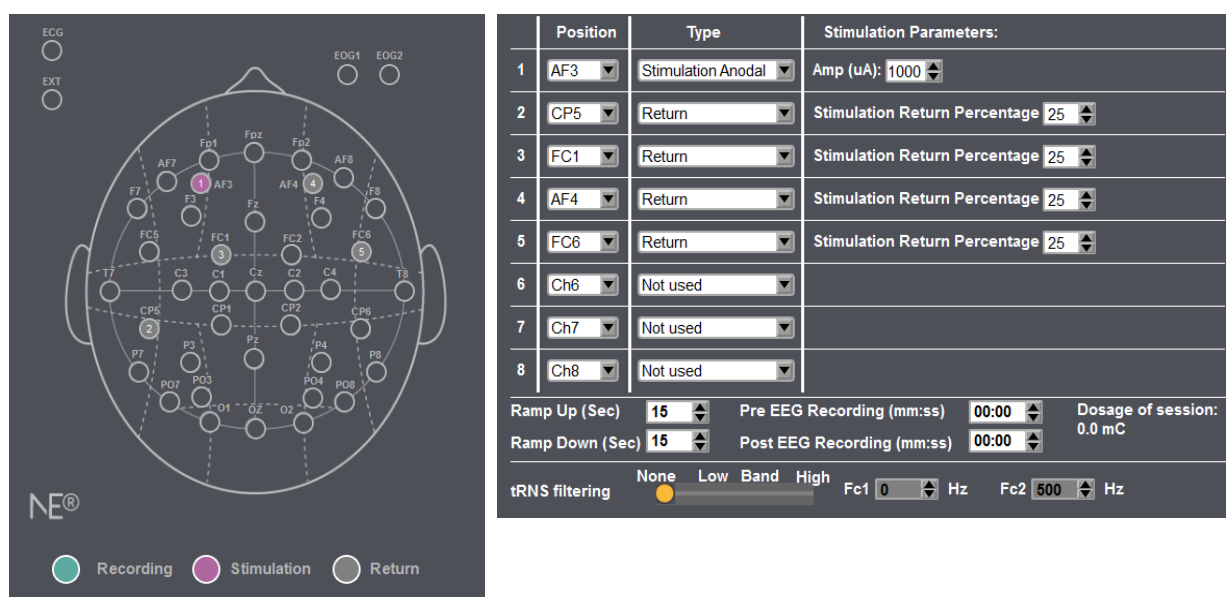 ECG
EOG1 EOG2
EXT
Fpz
Fp1 Fp2
AF7 AF8
1 AF3 AF4 4
F7 F3 Fz F4 F8
FC5 FC1 FC2 FC6
3 5
T7 C3 C1 Cz C2 C4 T8
CP5 CP1 CP2 CP6
2
P7 P3 Pz P4 P8
PO7 PO3 PO4 PO8
O1 OZ O2
NE®
Recording Stimulation Return
Position Type Stimulation Parameters:
1 AF3 Stimulation Anodal Amp (uA): 1000
2 CP5 Return Stimulation Return Percentage 25
3 FC1 Return Stimulation Return Percentage 25
4 AF4 Return Stimulation Return Percentage 25
5 FC6 Return Stimulation Return Percentage 25
6 Ch6 Not used
7 Ch7 Not used
8 Ch8 Not used
Ramp Up (Sec) 15 Pre EEG Recording (mm:ss) 00:00 Dosage of session:
0.0 mC
Ramp Down (Sec) 15 Post EEG Recording (mm:ss) 00:00
None Low Band High
tRNS filtering Fc1 0 Hz Fc2 500 Hz